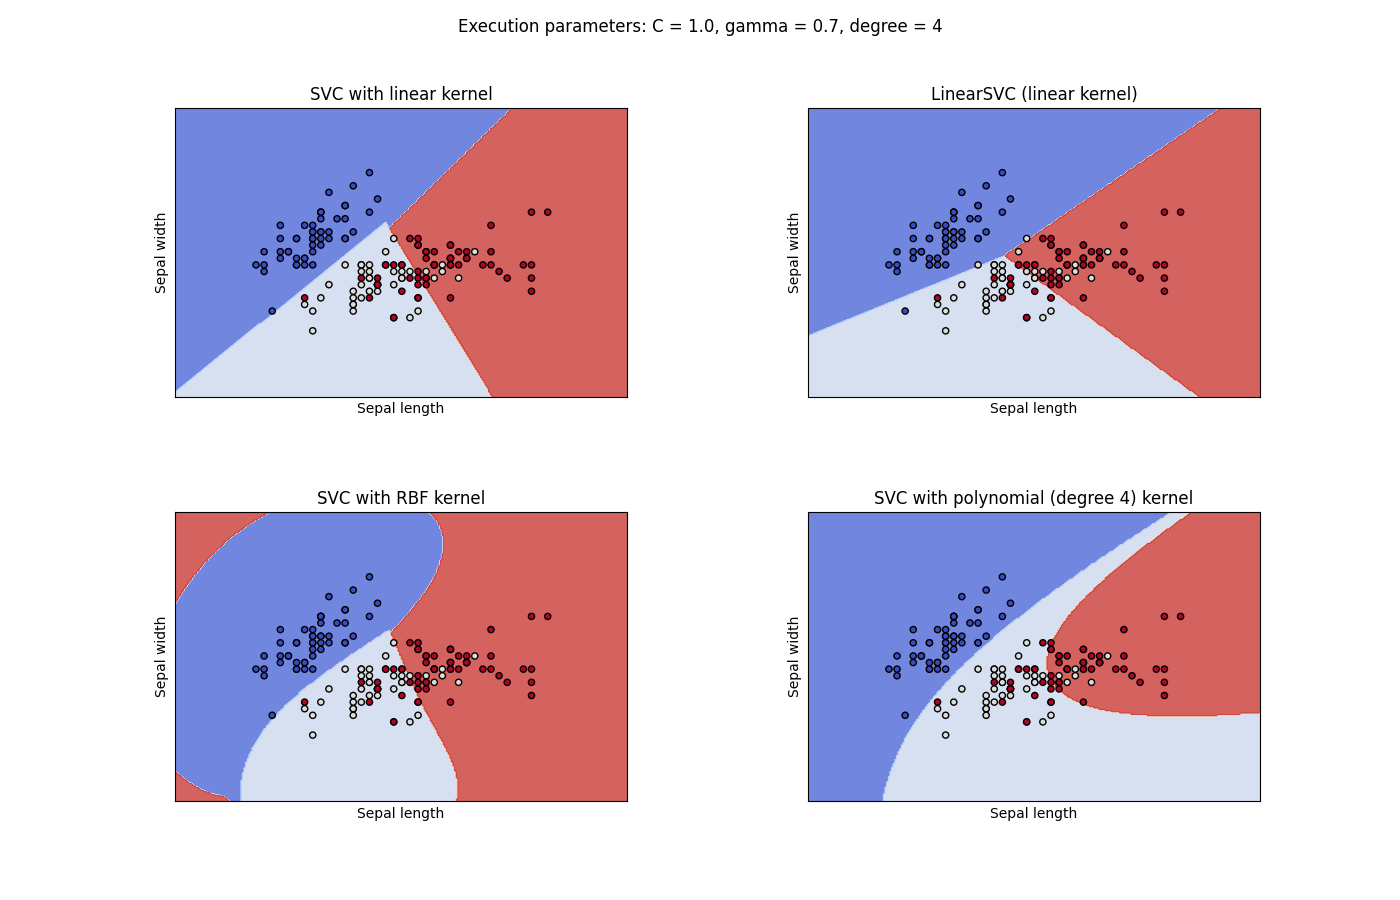 Execution parameters: C = 1.0, gamma = 0.7, degree = 4
SVC with linear kernel
Sepal width
Sepal length
LinearSVC (linear kernel)
Sepal width
Sepal length
SVC with RBF kernel
Sepal width
Sepal length
SVC with polynomial (degree 4) kernel
Sepal width
Sepal length